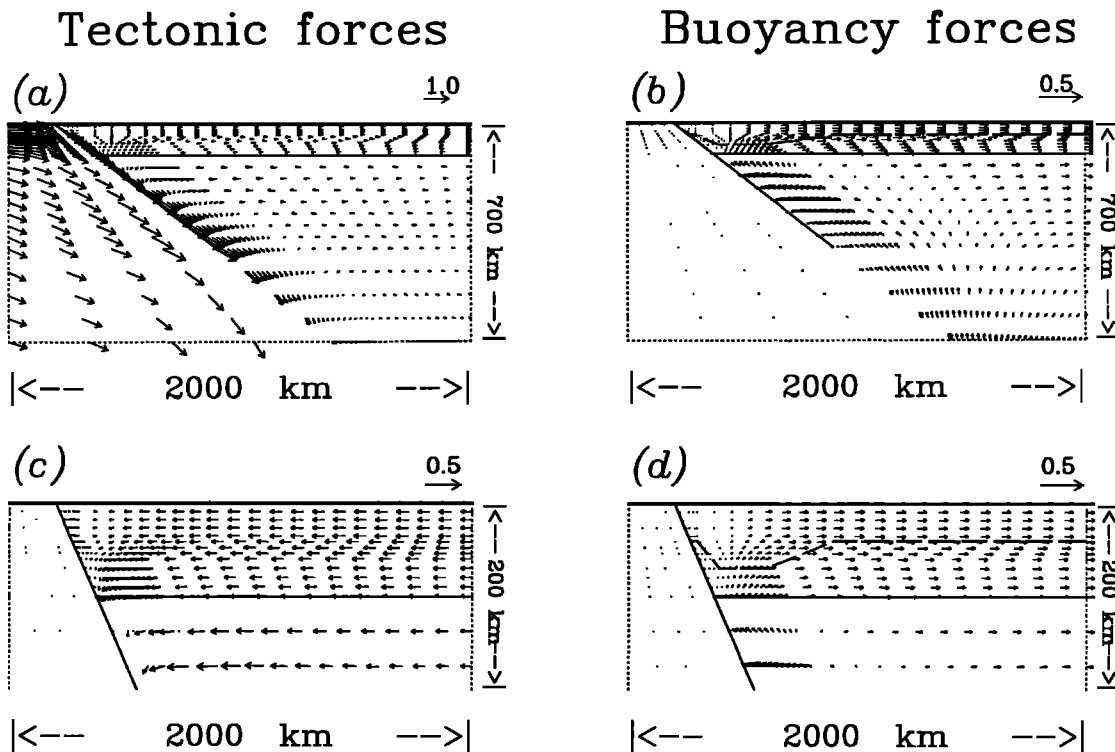 Tectonic forces
Buoyancy forces
(a)
1.0
(b)
0.5
|<-- 700 km -->|
|<-- 700 km -->|
|<-- 2000 km -->|
|<-- 2000 km -->|
(c)
0.5
(d)
0.5
|<-- 200 km -->|
|<-- 200 km -->|
|<-- 2000 km -->|
|<-- 2000 km -->|